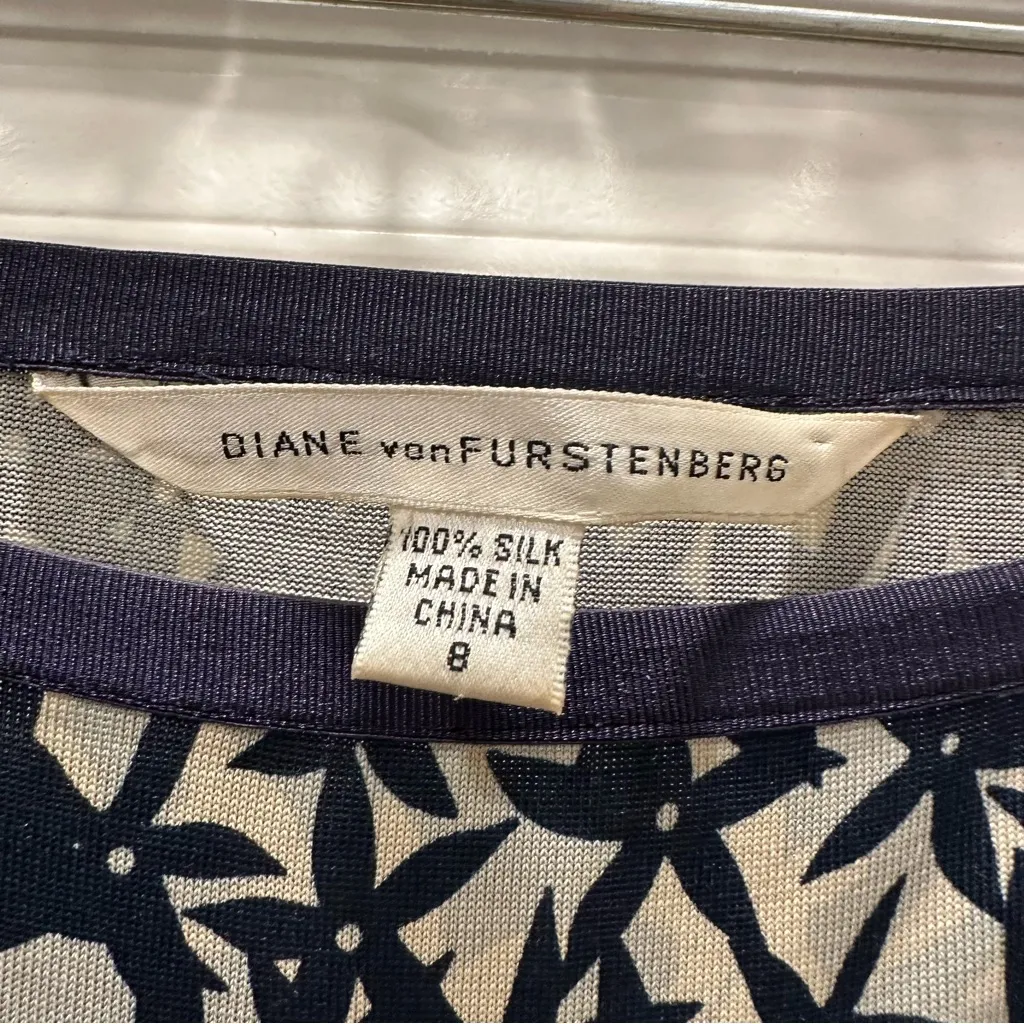 DIANE vonFURSTENBERG
100% SILK
MADE IN
CHINA
8